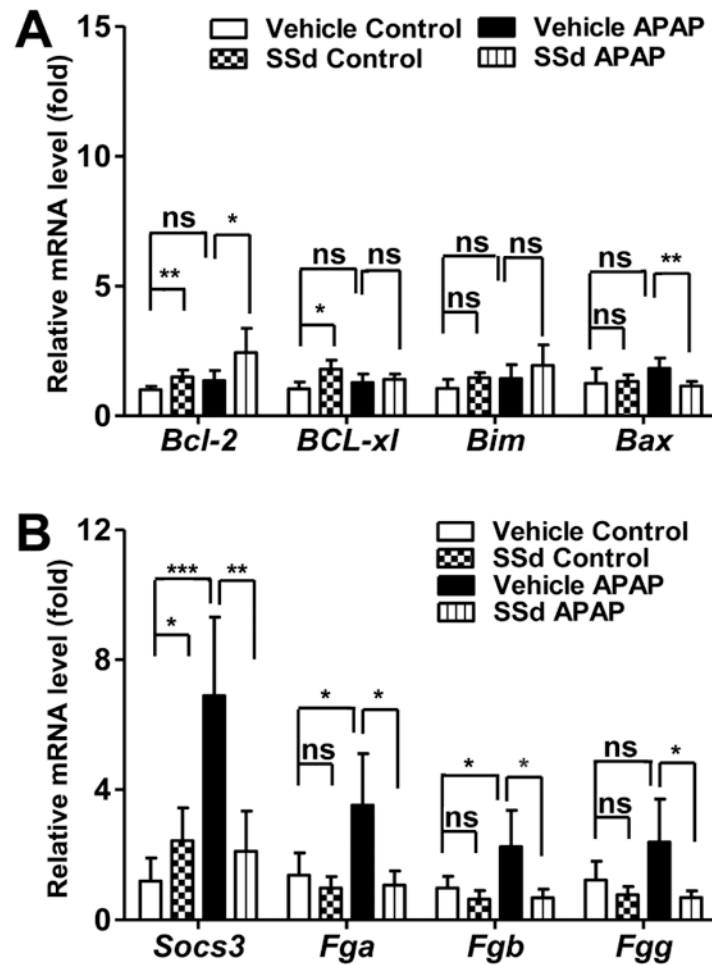 A
15
Vehicle Control
Vehicle APAP
SSd Control
SSd APAP
Relative mRNA level (fold)
10
ns
*
**
ns
ns
*
ns
ns
ns
ns
**
ns
5
0
Bcl-2
BCL-xl
Bim
Bax
B
12
Vehicle Control
SSd Control
Vehicle APAP
SSd APAP
Relative mRNA level (fold)
***
**
*
8
*
*
ns
*
*
ns
ns
*
ns
4
0
Socs3
Fga
Fgb
Fgg